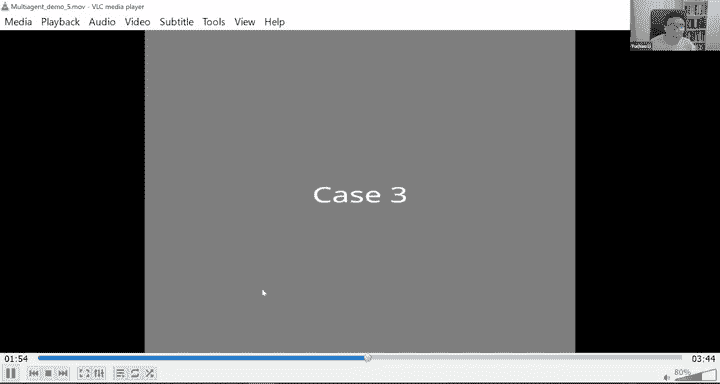 Multiagent_demo_5.mov - VLC media player
Media Playback Audio Video Subtitle Tools View Help
Case 3
01:54
03:44
80%